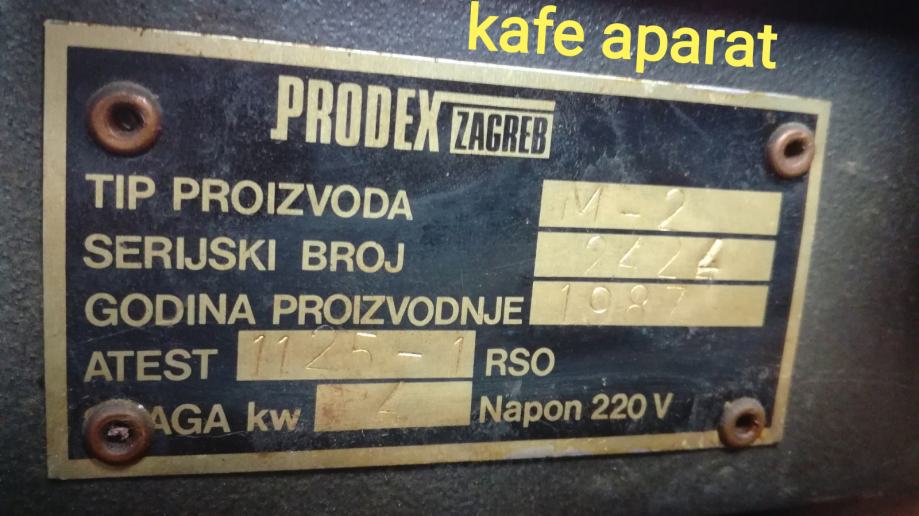 kafe aparat
PRODEX ZAGREB
TIP PROIZVODA M-2
SERIJSKI BROJ
GODINA PROIZVODNJE 1987
ATEST 1125-1 RSO
kw Napon 220 V